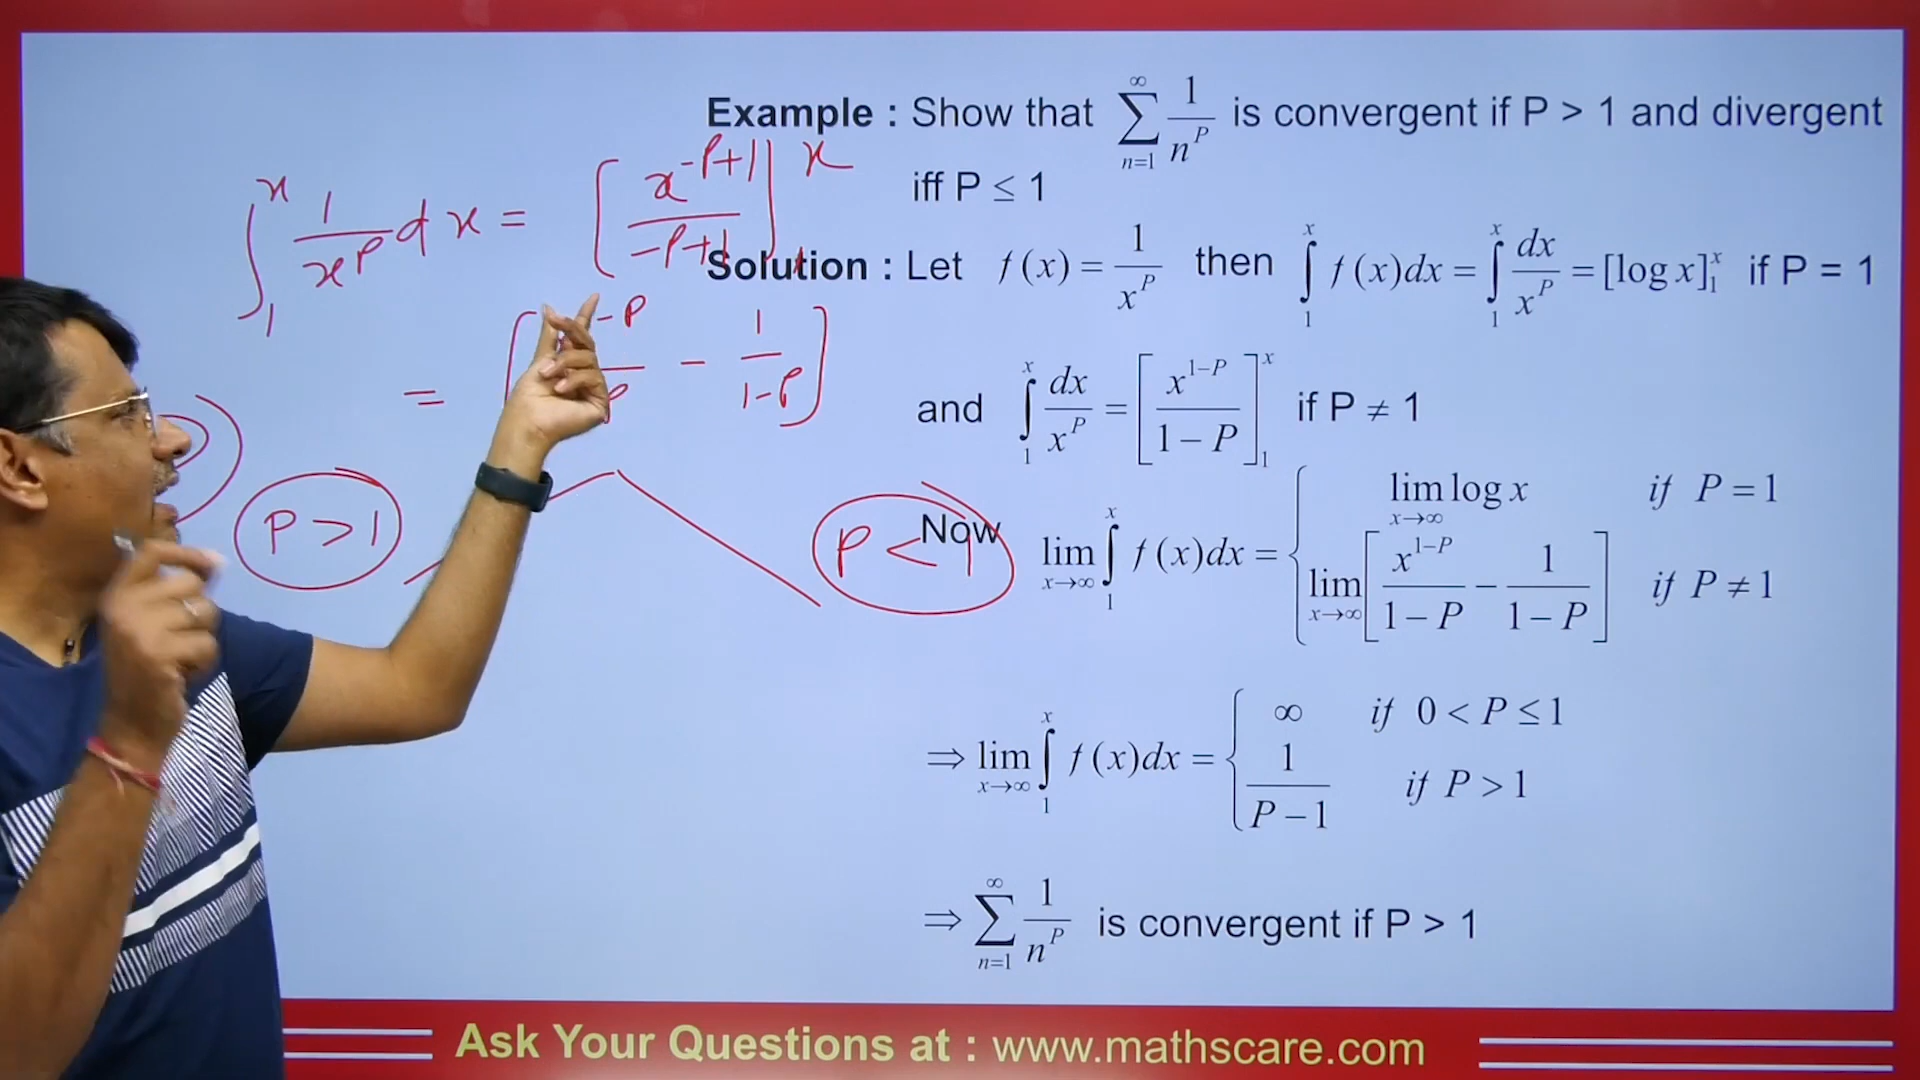 Example : Show that ∑_{n=1}^{∞} 1/n^P is convergent if P > 1 and divergent
iff P ≤ 1
Solution : Let f(x) = 1/x^P then ∫_1^x f(x)dx = ∫_1^x dx/x^P = [log x]_1^x if P = 1
and ∫_1^x dx/x^P = [x^{1-P}/(1-P)]_1^x if P ≠ 1
Now lim_{x→∞} ∫_1^x f(x)dx = { lim_{x→∞} log x if P = 1
lim_{x→∞} [x^{1-P}/(1-P) - 1/(1-P)] if P ≠ 1
⇒ lim_{x→∞} ∫_1^x f(x)dx = { ∞ if 0 < P ≤ 1
1/(P-1) if P > 1
⇒ ∑_{n=1}^{∞} 1/n^P is convergent if P > 1
∫_1^x 1/x^P dx = [x^{-P+1}/(-P+1)]_1^x
= [ -P / P - 1/(1-P) ]
P > 1
P < 1
Ask Your Questions at : www.mathscare.com